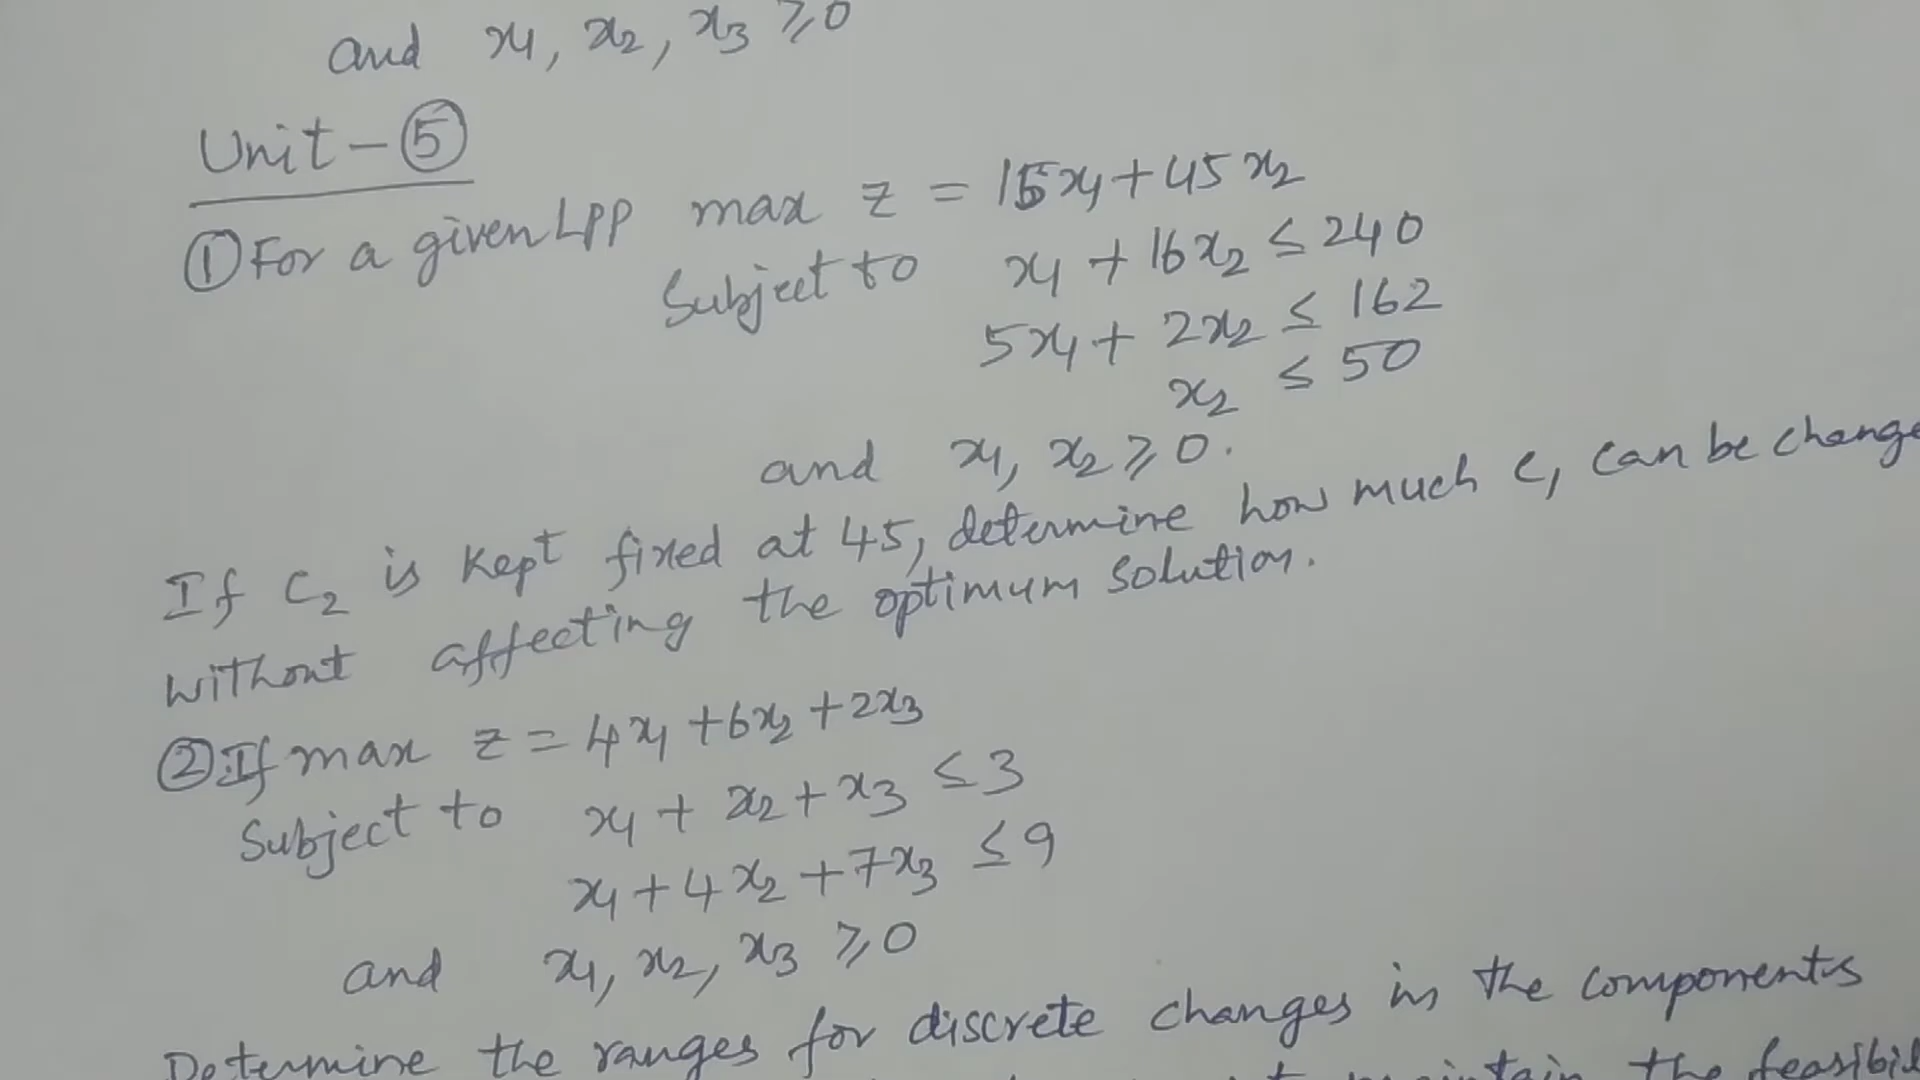 and x1, x2, x3 ≥ 0
Unit - ⑤
① For a given LPP max z = 15x1 + 45x2
Subject to x1 + 16x2 ≤ 240
5x1 + 2x2 ≤ 162
x2 ≤ 50
and x1, x2 ≥ 0.
If C2 is kept fixed at 45, determine how much C1 can be change
without affecting the optimum solution.
② If max z = 4x1 + 6x2 + 2x3
Subject to x1 + x2 + x3 ≤ 3
x1 + 4x2 + 7x3 ≤ 9
and x1, x2, x3 ≥ 0
Determine the ranges for discrete changes in the components
maintain the feasibil